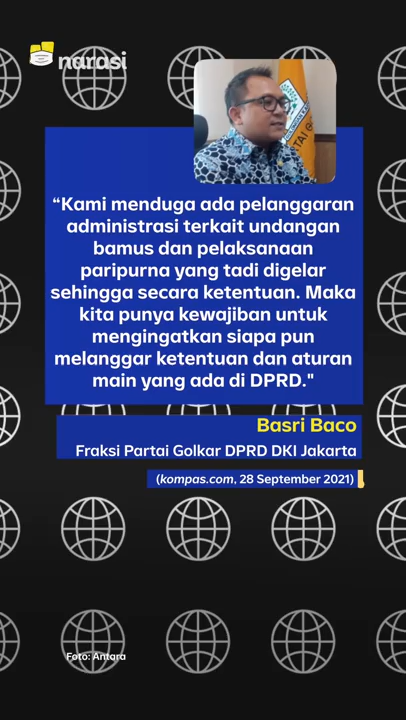 narasi
“Kami menduga ada pelanggaran
administrasi terkait undangan
bamus dan pelaksanaan
paripurna yang tadi digelar
sehingga secara ketentuan. Maka
kita punya kewajiban untuk
mengingatkan siapa pun
melanggar ketentuan dan aturan
main yang ada di DPRD."
Basri Baco
Fraksi Partai Golkar DPRD DKI Jakarta
(kompas.com, 28 September 2021)
Foto: Antara